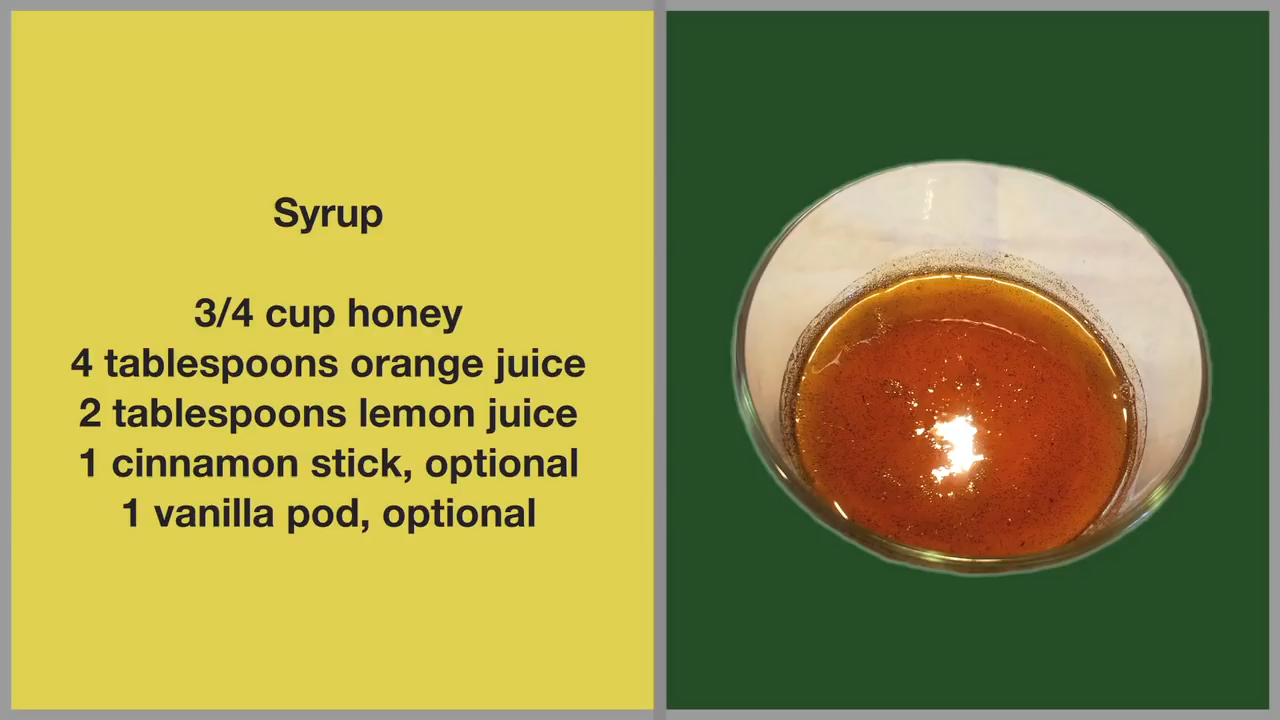 Syrup
3/4 cup honey
4 tablespoons orange juice
2 tablespoons lemon juice
1 cinnamon stick, optional
1 vanilla pod, optional